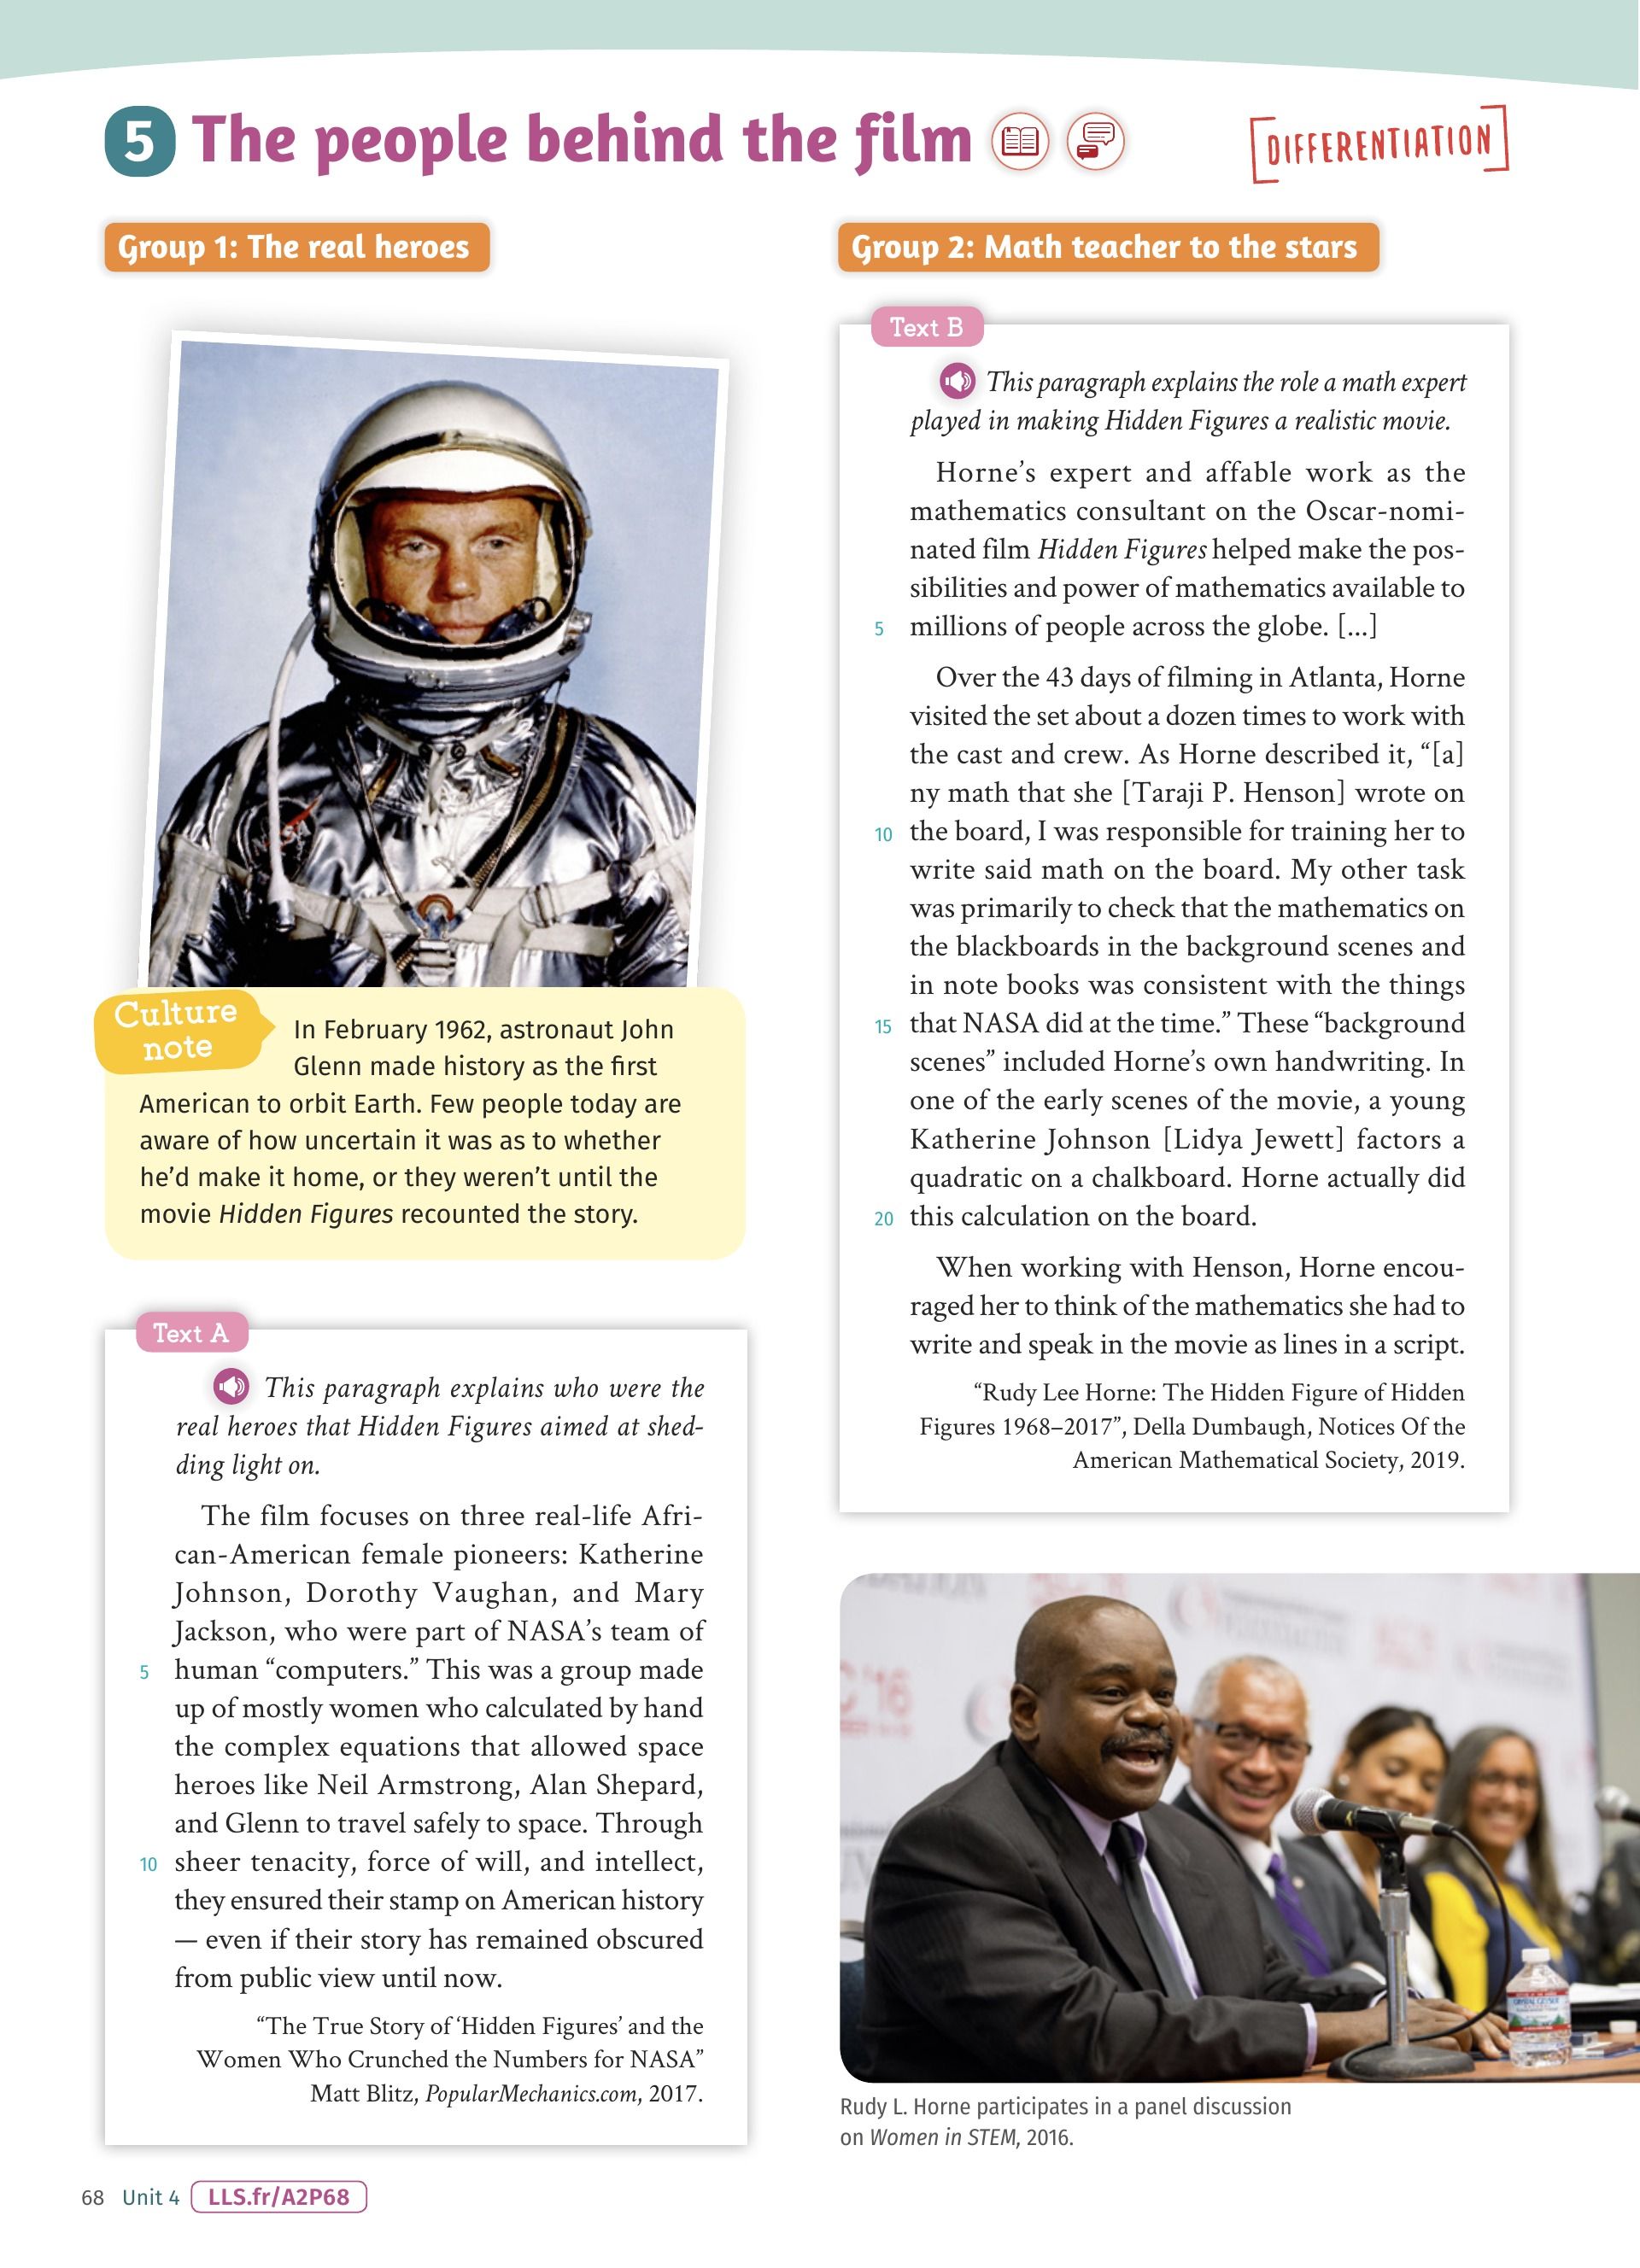 5 The people behind the film
DIFFERENTIATION
Group 1: The real heroes
NASA
Culture
note
In February 1962, astronaut John
Glenn made history as the first
American to orbit Earth. Few people today are
aware of how uncertain it was as to whether
he’d make it home, or they weren’t until the
movie Hidden Figures recounted the story.
Text A
This paragraph explains who were the
real heroes that Hidden Figures aimed at shed-
ding light on.
The film focuses on three real-life Afri-
can-American female pioneers: Katherine
Johnson, Dorothy Vaughan, and Mary
Jackson, who were part of NASA’s team of
5 human “computers.” This was a group made
up of mostly women who calculated by hand
the complex equations that allowed space
heroes like Neil Armstrong, Alan Shepard,
and Glenn to travel safely to space. Through
10 sheer tenacity, force of will, and intellect,
they ensured their stamp on American history
— even if their story has remained obscured
from public view until now.
“The True Story of ‘Hidden Figures’ and the
Women Who Crunched the Numbers for NASA”
Matt Blitz, PopularMechanics.com, 2017.
Group 2: Math teacher to the stars
Text B
This paragraph explains the role a math expert
played in making Hidden Figures a realistic movie.
Horne’s expert and affable work as the
mathematics consultant on the Oscar-nomi-
nated film Hidden Figures helped make the pos-
sibilities and power of mathematics available to
5 millions of people across the globe. [...]
Over the 43 days of filming in Atlanta, Horne
visited the set about a dozen times to work with
the cast and crew. As Horne described it, “[a]
ny math that she [Taraji P. Henson] wrote on
10 the board, I was responsible for training her to
write said math on the board. My other task
was primarily to check that the mathematics on
the blackboards in the background scenes and
in note books was consistent with the things
15 that NASA did at the time.” These “background
scenes” included Horne’s own handwriting. In
one of the early scenes of the movie, a young
Katherine Johnson [Lidya Jewett] factors a
quadratic on a chalkboard. Horne actually did
20 this calculation on the board.
When working with Henson, Horne encou-
raged her to think of the mathematics she had to
write and speak in the movie as lines in a script.
“Rudy Lee Horne: The Hidden Figure of Hidden
Figures 1968–2017”, Della Dumbaugh, Notices Of the
American Mathematical Society, 2019.
Rudy L. Horne participates in a panel discussion
on Women in STEM, 2016.
68 Unit 4 LLS.fr/A2P68